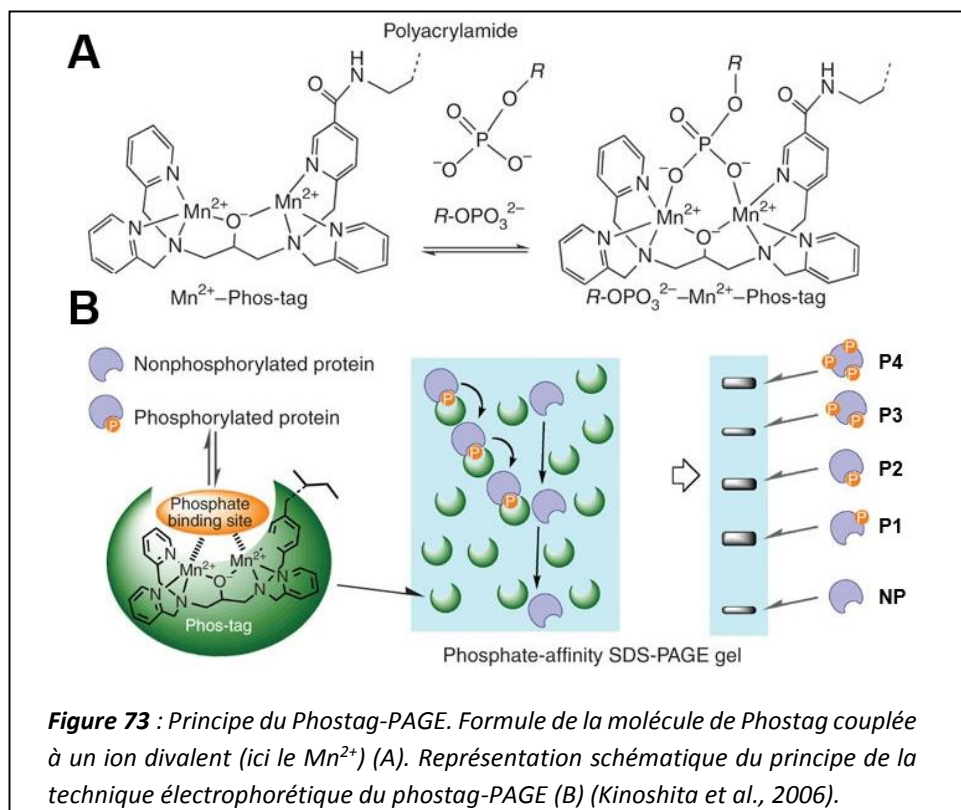 A
Polyacrylamide
H
N
O
R
O
O
P
⁻O
O⁻
R-OPO₃²⁻
N
N
Mn²⁺
Mn²⁺
O⁻
N
N
N
N
Mn²⁺–Phos-tag
R
O
O
P
O⁻
O⁻
H
N
O
N
N
Mn²⁺
Mn²⁺
O⁻
N
N
N
N
R-OPO₃²⁻–Mn²⁺–Phos-tag
B
Nonphosphorylated protein
P
Phosphorylated protein
Phosphate
binding site
N
N
Mn²⁺
Mn²⁺
O⁻
N
N
N
N
Phos-tag
P
P
P
Phosphate-affinity SDS-PAGE gel
P
P
P
P
P4
P
P
P
P3
P
P2
P
P1
NP
Figure 73 : Principe du Phostag-PAGE. Formule de la molécule de Phostag couplée
à un ion divalent (ici le Mn²⁺) (A). Représentation schématique du principe de la
technique électrophorétique du phostag-PAGE (B) (Kinoshita et al., 2006).